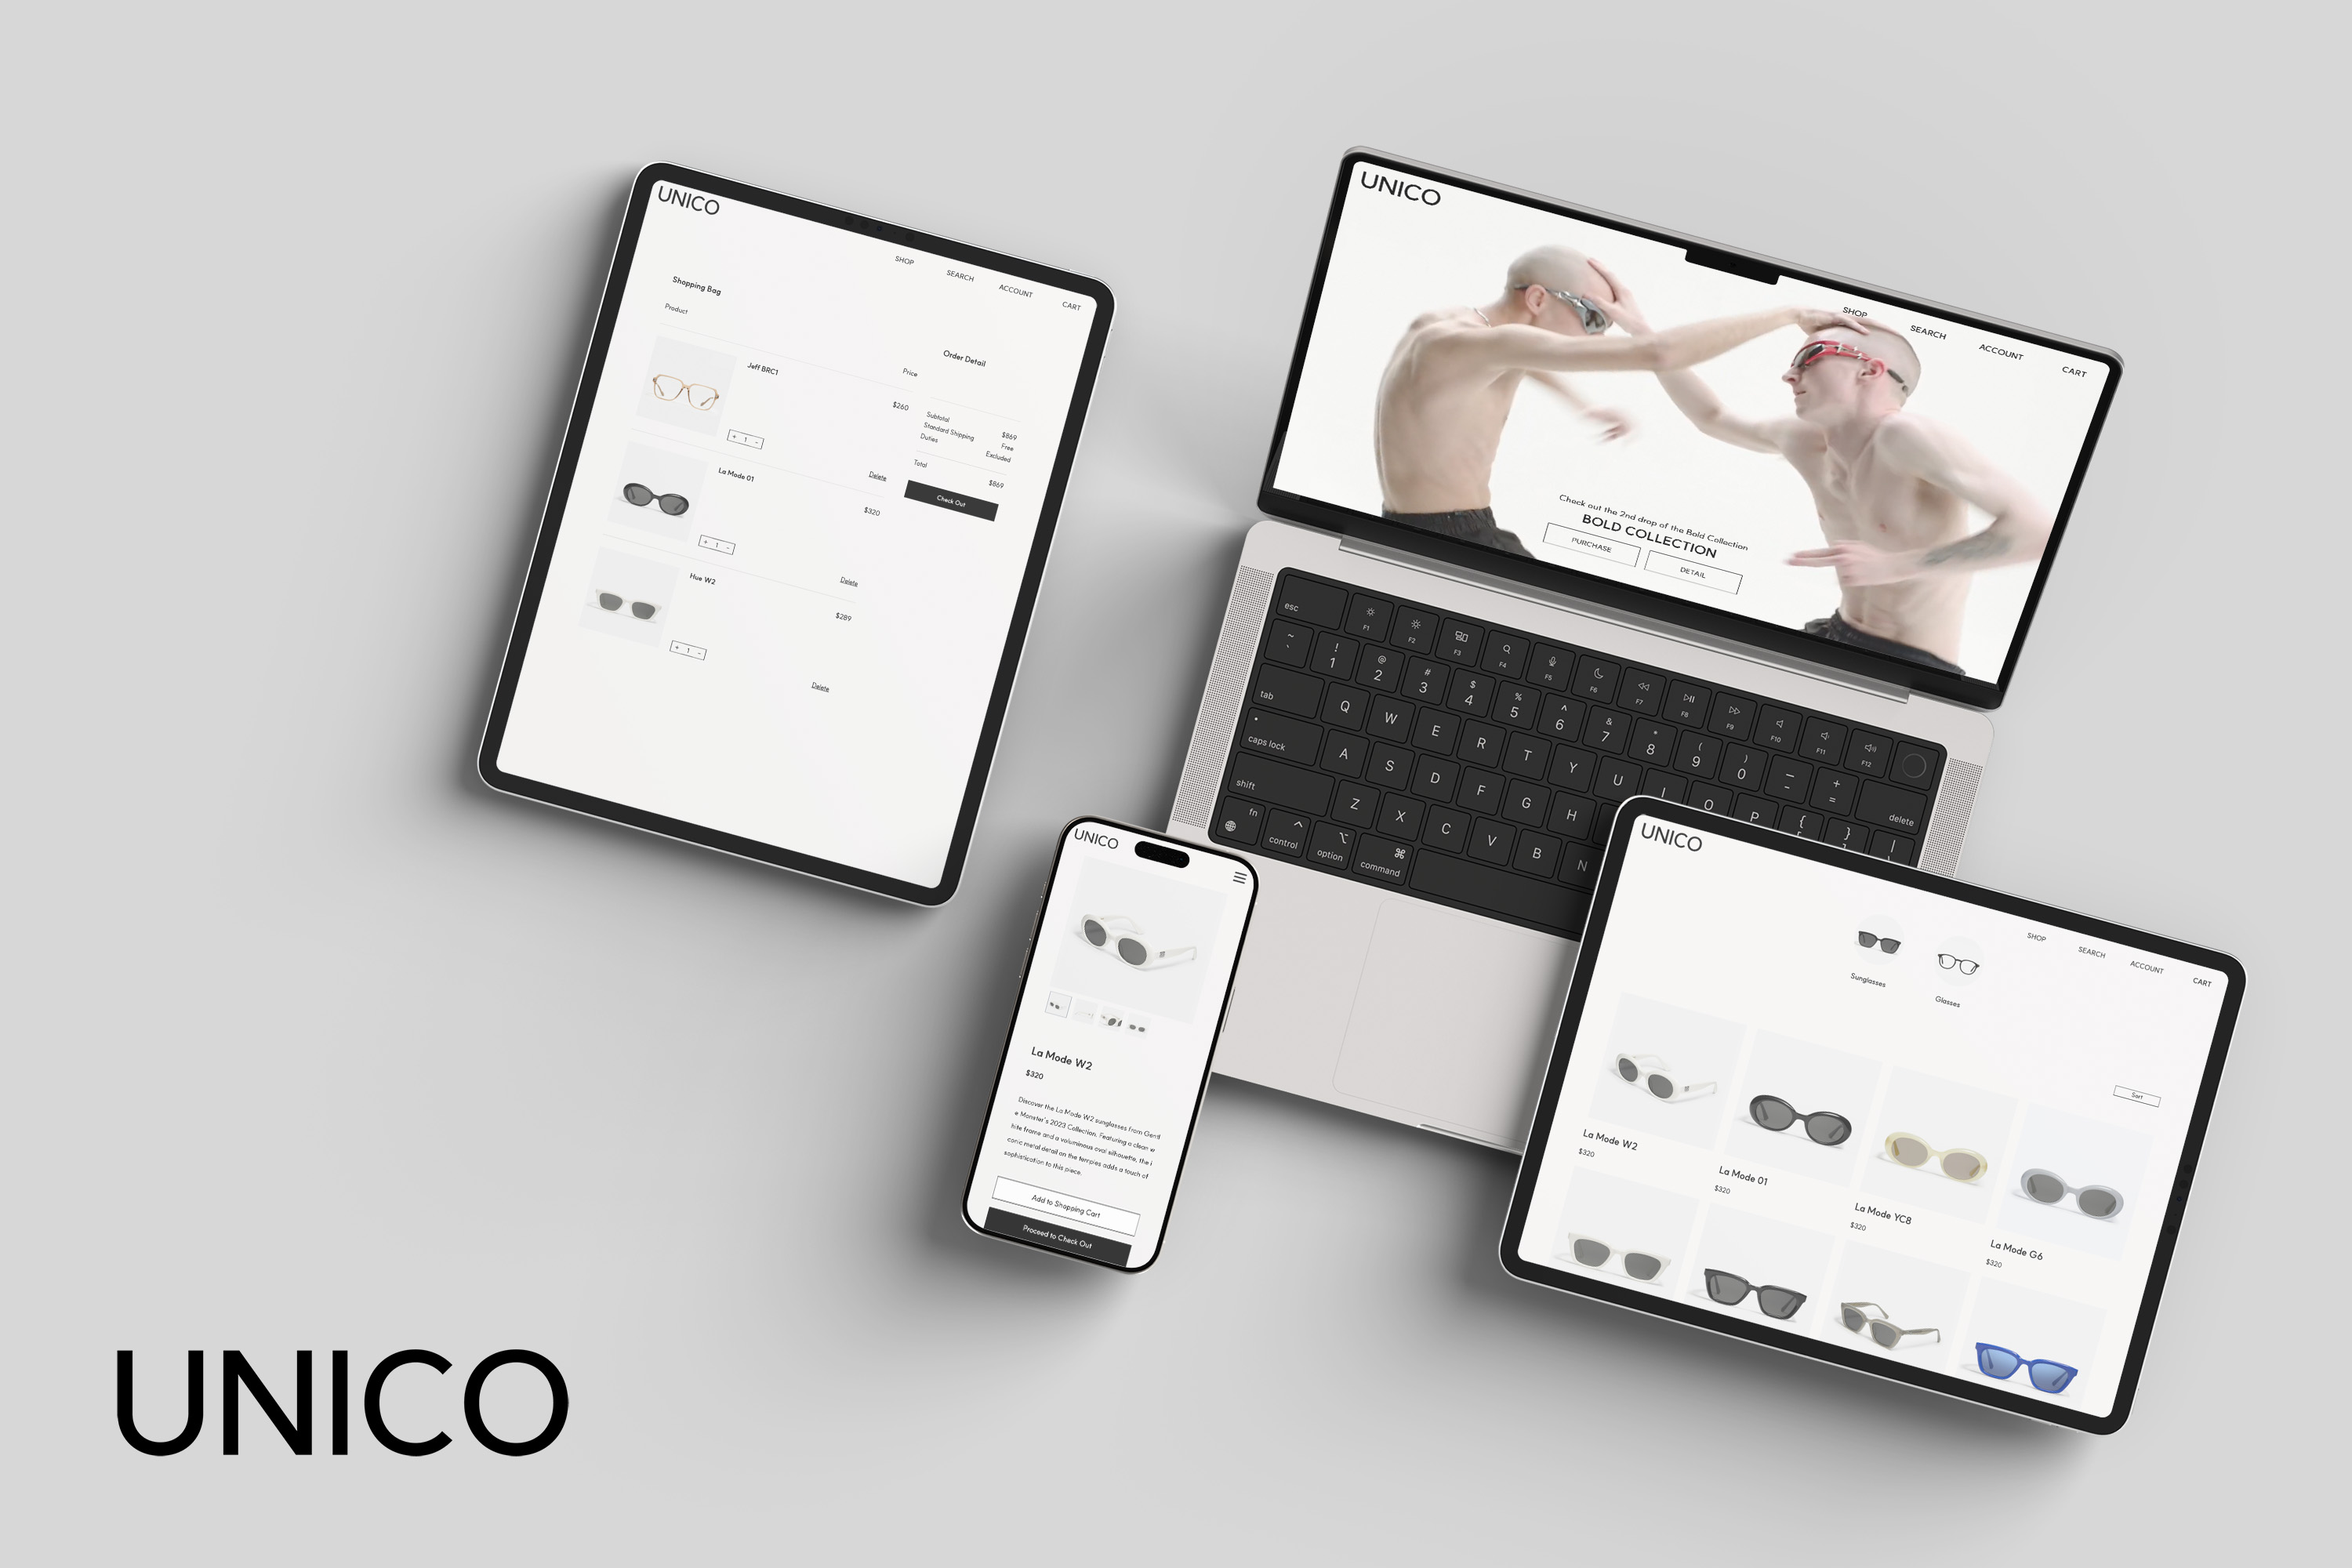 UNICO
SHOP SEARCH ACCOUNT CART
Shopping Bag
Product
Price
Jeff BRC1
$260
+ 1 −
Delete
La Mode 01
$320
+ 1 −
Delete
Hue W2
$289
+ 1 −
Delete
Order Detail
Subtotal $869
Standard Shipping Free
Duties Excluded
Total $869
Check Out
UNICO
SHOP SEARCH ACCOUNT CART
Check out the 2nd drop of the Bold Collection
BOLD COLLECTION
PURCHASE DETAIL
esc F1 F2 F3 F4 F5 F6 F7 F8 F9 F10 F11 F12
~ ` ! 1 @ 2 # 3 $ 4 % 5 ^ 6 & 7 * 8 ( 9 ) 0 – - + = delete
tab Q W E R T Y U I O P { [ } ] |
caps lock A S D F G H
shift Z X C V B N
fn control option command
UNICO
La Mode W2
$320
Discover the La Mode W2 sunglasses from Gentl
e Monster's 2023 Collection. Featuring a clean w
hite frame and a voluminous oval silhouette, the i
conic metal detail on the temples adds a touch of
sophistication to this piece.
Add to Shopping Cart
Proceed to Check Out
UNICO
SHOP SEARCH ACCOUNT CART
Sunglasses Glasses
Sort
La Mode W2
$320
La Mode 01
$320
La Mode YC8
$320
La Mode G6
$320
UNICO